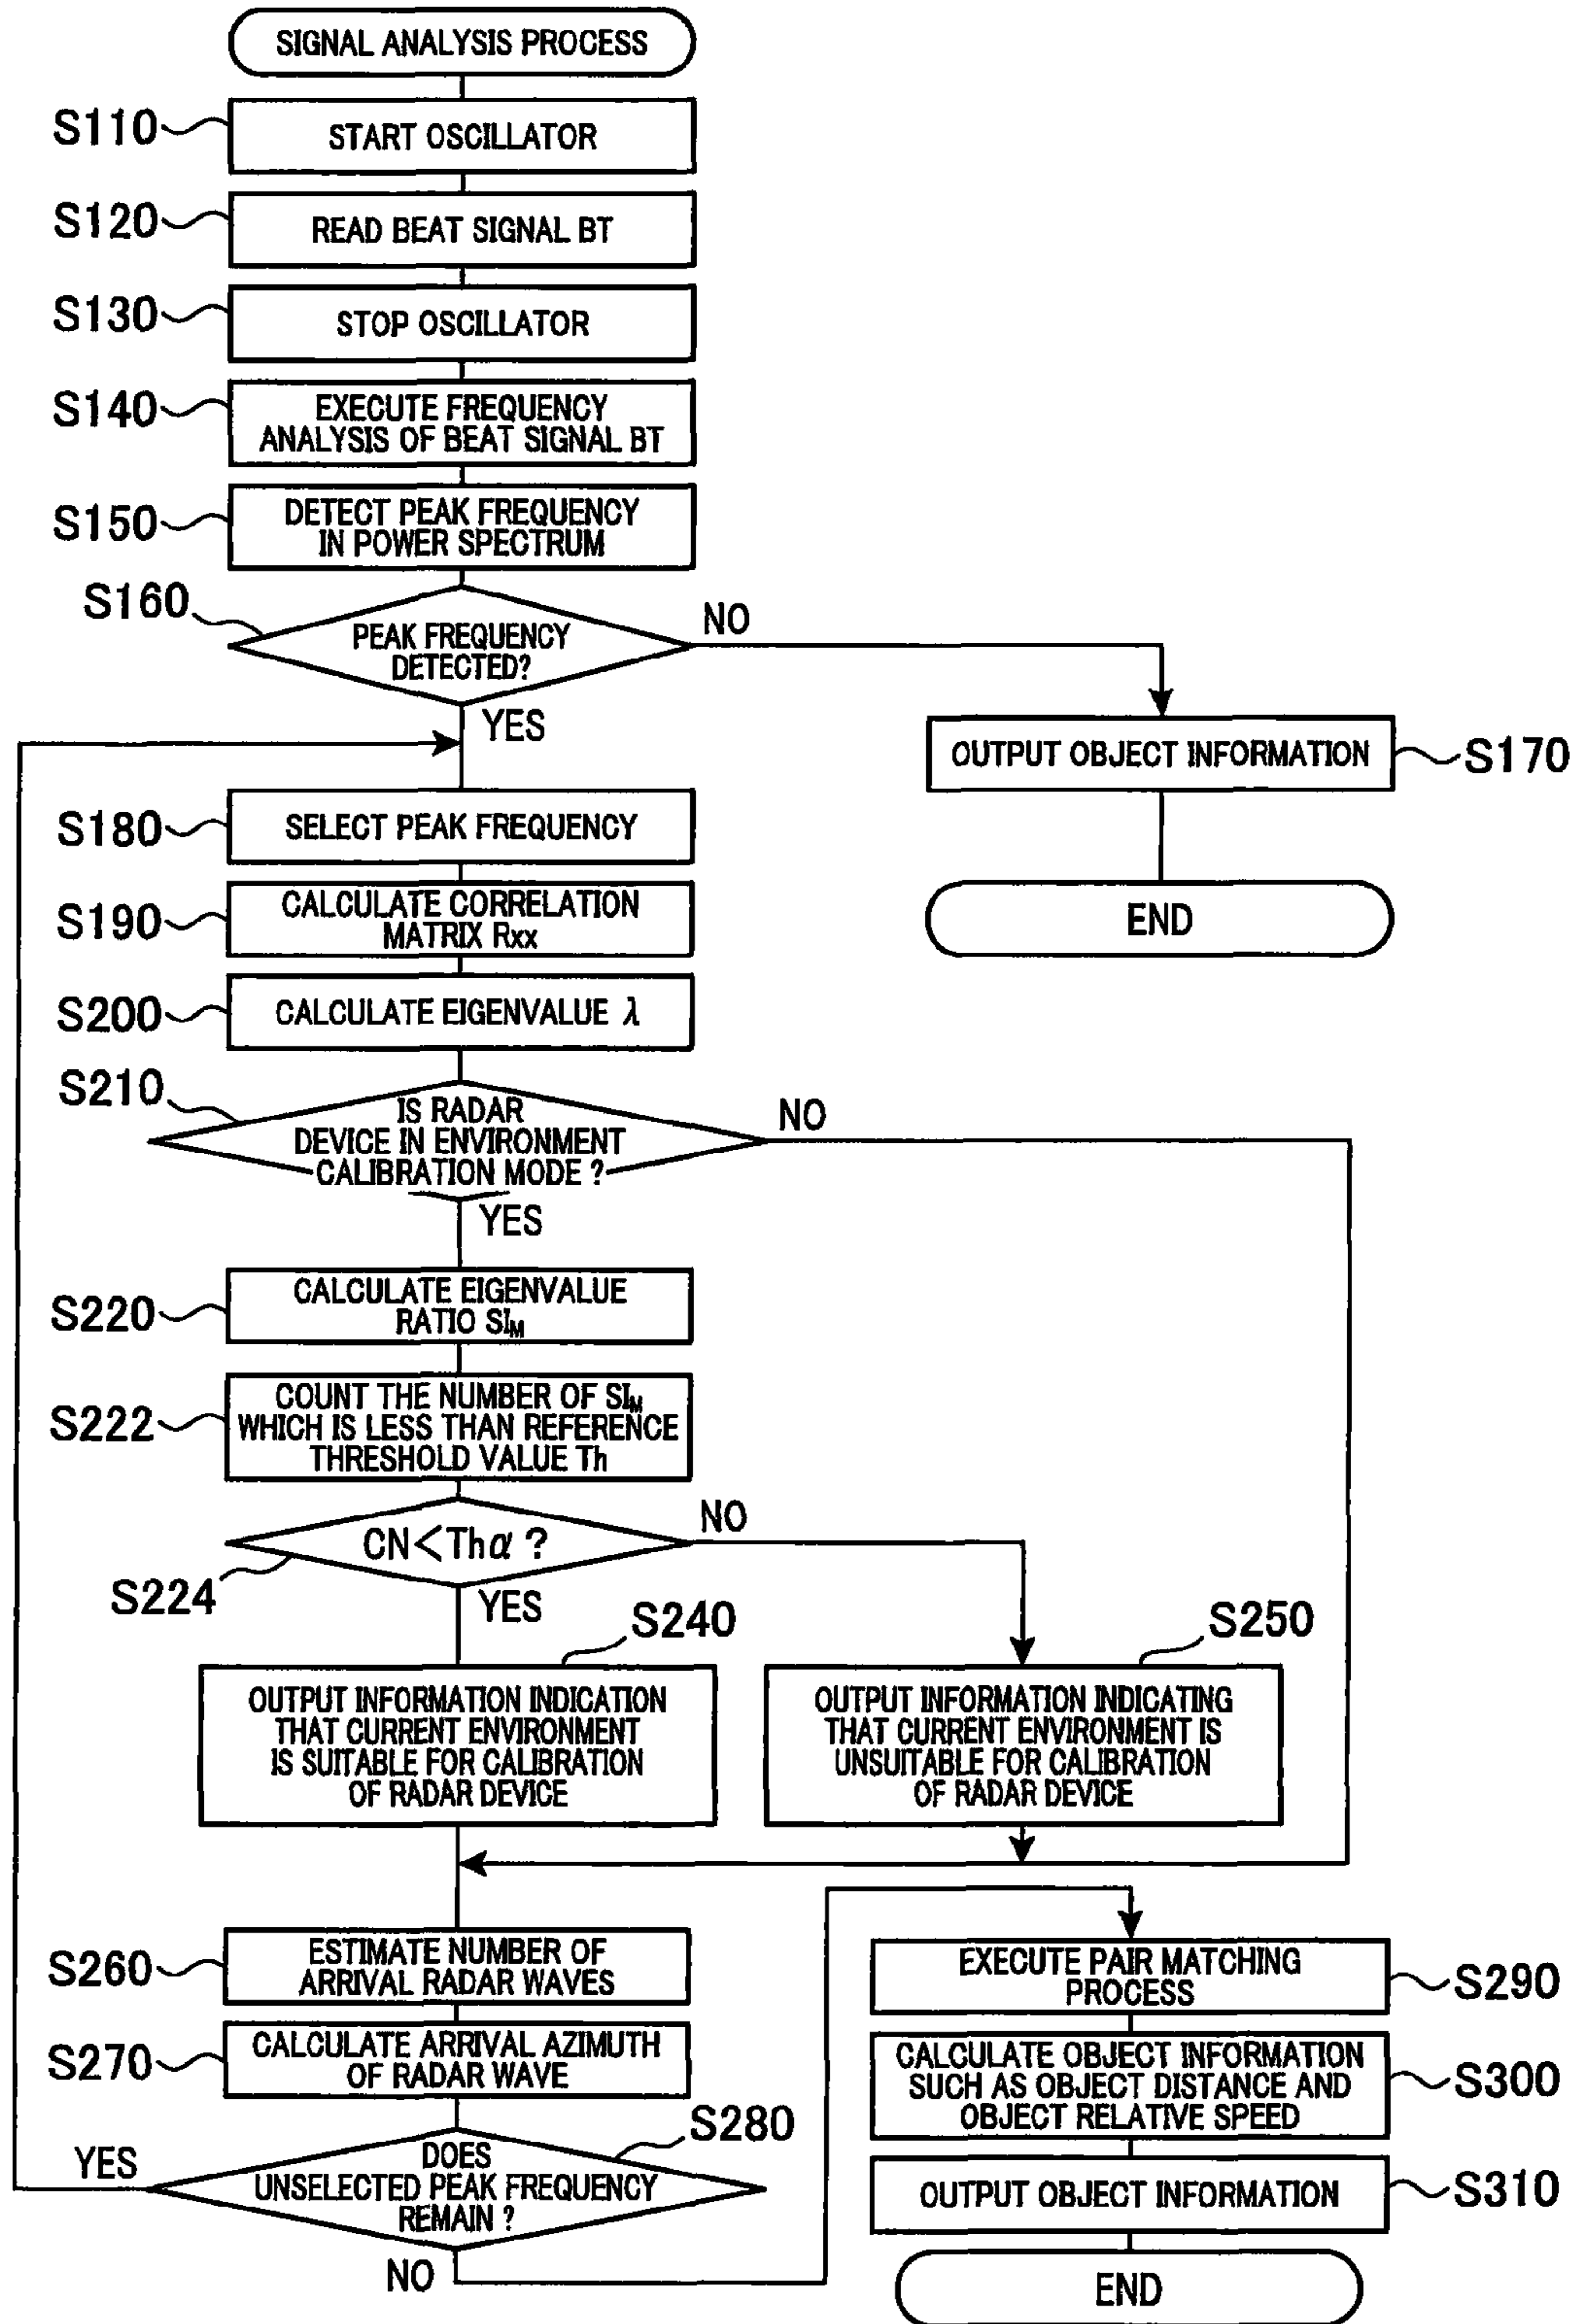 SIGNAL ANALYSIS PROCESS
S110
START OSCILLATOR
S120
READ BEAT SIGNAL BT
S130
STOP OSCILLATOR
S140
EXECUTE FREQUENCY
ANALYSIS OF BEAT SIGNAL BT
S150
DETECT PEAK FREQUENCY
IN POWER SPECTRUM
S160
PEAK FREQUENCY
DETECTED?
NO
YES
OUTPUT OBJECT INFORMATION
S170
END
S180
SELECT PEAK FREQUENCY
S190
CALCULATE CORRELATION
MATRIX Rxx
S200
CALCULATE EIGENVALUE λ
S210
IS RADAR
DEVICE IN ENVIRONMENT
CALIBRATION MODE ?
NO
YES
S220
CALCULATE EIGENVALUE
RATIO SIM
S222
COUNT THE NUMBER OF SIM
WHICH IS LESS THAN REFERENCE
THRESHOLD VALUE Th
S224
CN<Thα ?
NO
YES
S240
OUTPUT INFORMATION INDICATION
THAT CURRENT ENVIRONMENT
IS SUITABLE FOR CALIBRATION
OF RADAR DEVICE
S250
OUTPUT INFORMATION INDICATING
THAT CURRENT ENVIRONMENT IS
UNSUITABLE FOR CALIBRATION
OF RADAR DEVICE
S260
ESTIMATE NUMBER OF
ARRIVAL RADAR WAVES
S270
CALCULATE ARRIVAL AZIMUTH
OF RADAR WAVE
S280
DOES
UNSELECTED PEAK FREQUENCY
REMAIN ?
YES
NO
EXECUTE PAIR MATCHING
PROCESS
S290
CALCULATE OBJECT INFORMATION
SUCH AS OBJECT DISTANCE AND
OBJECT RELATIVE SPEED
S300
OUTPUT OBJECT INFORMATION
S310
END